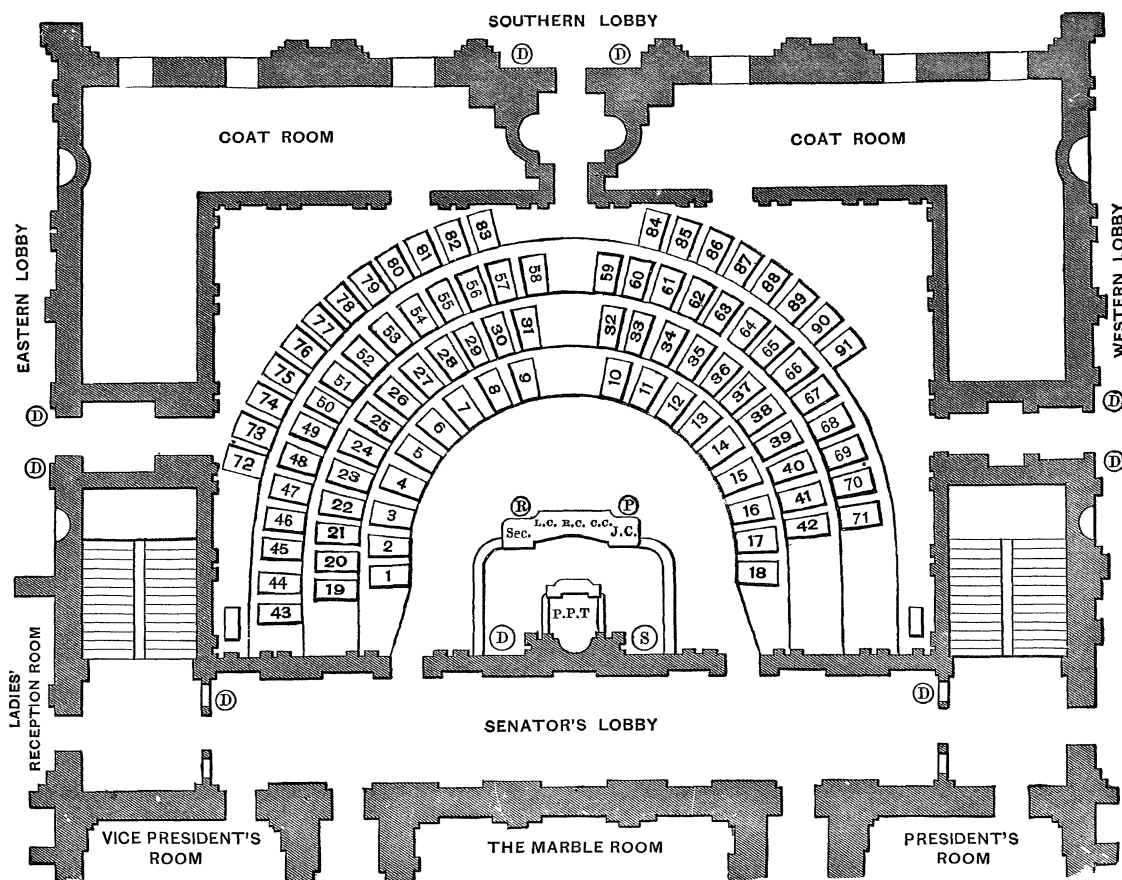 SOUTHERN LOBBY
Ⓓ Ⓓ
COAT ROOM COAT ROOM
EASTERN LOBBY
WESTERN LOBBY
72 73 74 75 76 77 78 79 80 81 82 83 84 85 86 87 88 89 90 91
43 44 45 46 47 48 49 50 51 52 53 54 55 56 57 58 59 60 61 62 63 64 65 66 67 68 69 70 71
19 20 21 22 23 24 25 26 27 28 29 30 31 32 33 34 35 36 37 38 39 40 41 42
1 2 3 4 5 6 7 8 9 10 11 12 13 14 15 16 17 18
Ⓓ Ⓓ
Ⓓ Ⓓ
Ⓡ Ⓟ
Sec. L.C. R.C. C.C. J.C.
P.P.T
Ⓓ Ⓢ
LADIES'
RECEPTION ROOM
Ⓓ Ⓓ
SENATOR'S LOBBY
VICE PRESIDENT'S
ROOM
THE MARBLE ROOM
PRESIDENT'S
ROOM